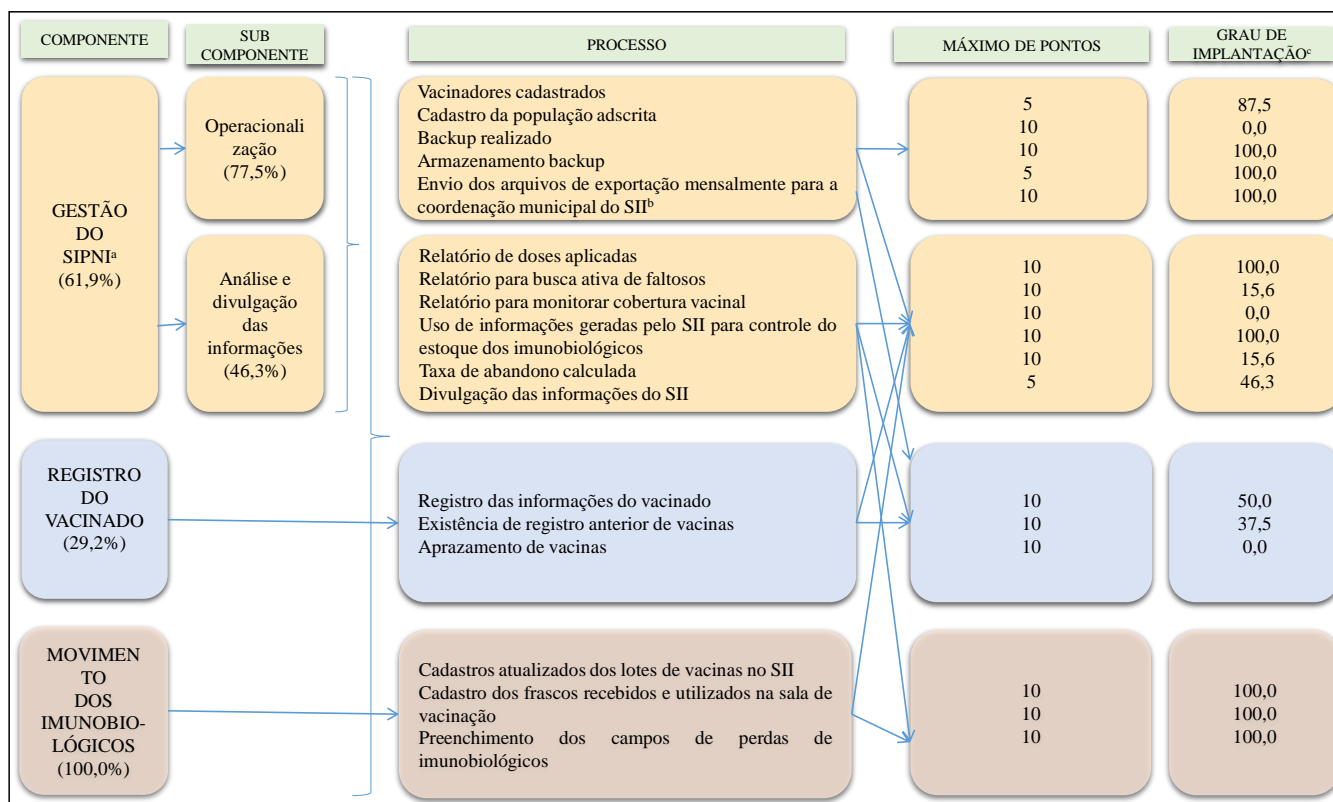 COMPONENTE
SUB
COMPONENTE
PROCESSO
MÁXIMO DE PONTOS
GRAU DE
IMPLANTAÇÃOᶜ
GESTÃO
DO
SIPNIᵃ
(61,9%)
Operacionali
zação
(77,5%)
Vacinadores cadastrados
Cadastro da população adscrita
Backup realizado
Armazenamento backup
Envio dos arquivos de exportação mensalmente para a
coordenação municipal do SIIᵇ
5
10
10
5
10
87,5
0,0
100,0
100,0
100,0
Análise e
divulgação
das
informações
(46,3%)
Relatório de doses aplicadas
Relatório para busca ativa de faltosos
Relatório para monitorar cobertura vacinal
Uso de informações geradas pelo SII para controle do
estoque dos imunobiológicos
Taxa de abandono calculada
Divulgação das informações do SII
10
10
10
10
10
5
100,0
15,6
0,0
100,0
15,6
46,3
REGISTRO
DO
VACINADO
(29,2%)
Registro das informações do vacinado
Existência de registro anterior de vacinas
Aprazamento de vacinas
10
10
10
50,0
37,5
0,0
MOVIMEN
TO
DOS
IMUNOBIO-
LÓGICOS
(100,0%)
Cadastros atualizados dos lotes de vacinas no SII
Cadastro dos frascos recebidos e utilizados na sala de
vacinação
Preenchimento dos campos de perdas de
imunobiológicos
10
10
10
100,0
100,0
100,0